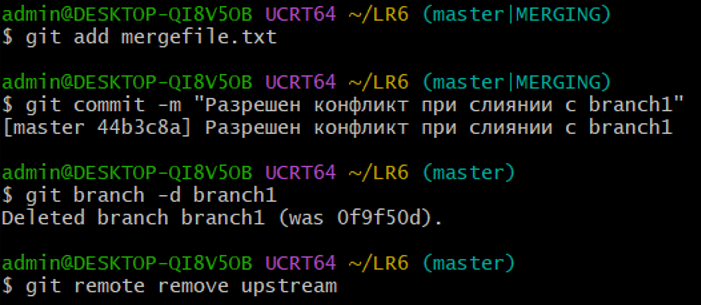 admin@DESKTOP-QI8V5OB UCRT64 ~/LR6 (master|MERGING)
$ git add mergefile.txt
admin@DESKTOP-QI8V5OB UCRT64 ~/LR6 (master|MERGING)
$ git commit -m "Разрешен конфликт при слиянии с branch1"
[master 44b3c8a] Разрешен конфликт при слиянии с branch1
admin@DESKTOP-QI8V5OB UCRT64 ~/LR6 (master)
$ git branch -d branch1
Deleted branch branch1 (was 0f9f50d).
admin@DESKTOP-QI8V5OB UCRT64 ~/LR6 (master)
$ git remote remove upstream